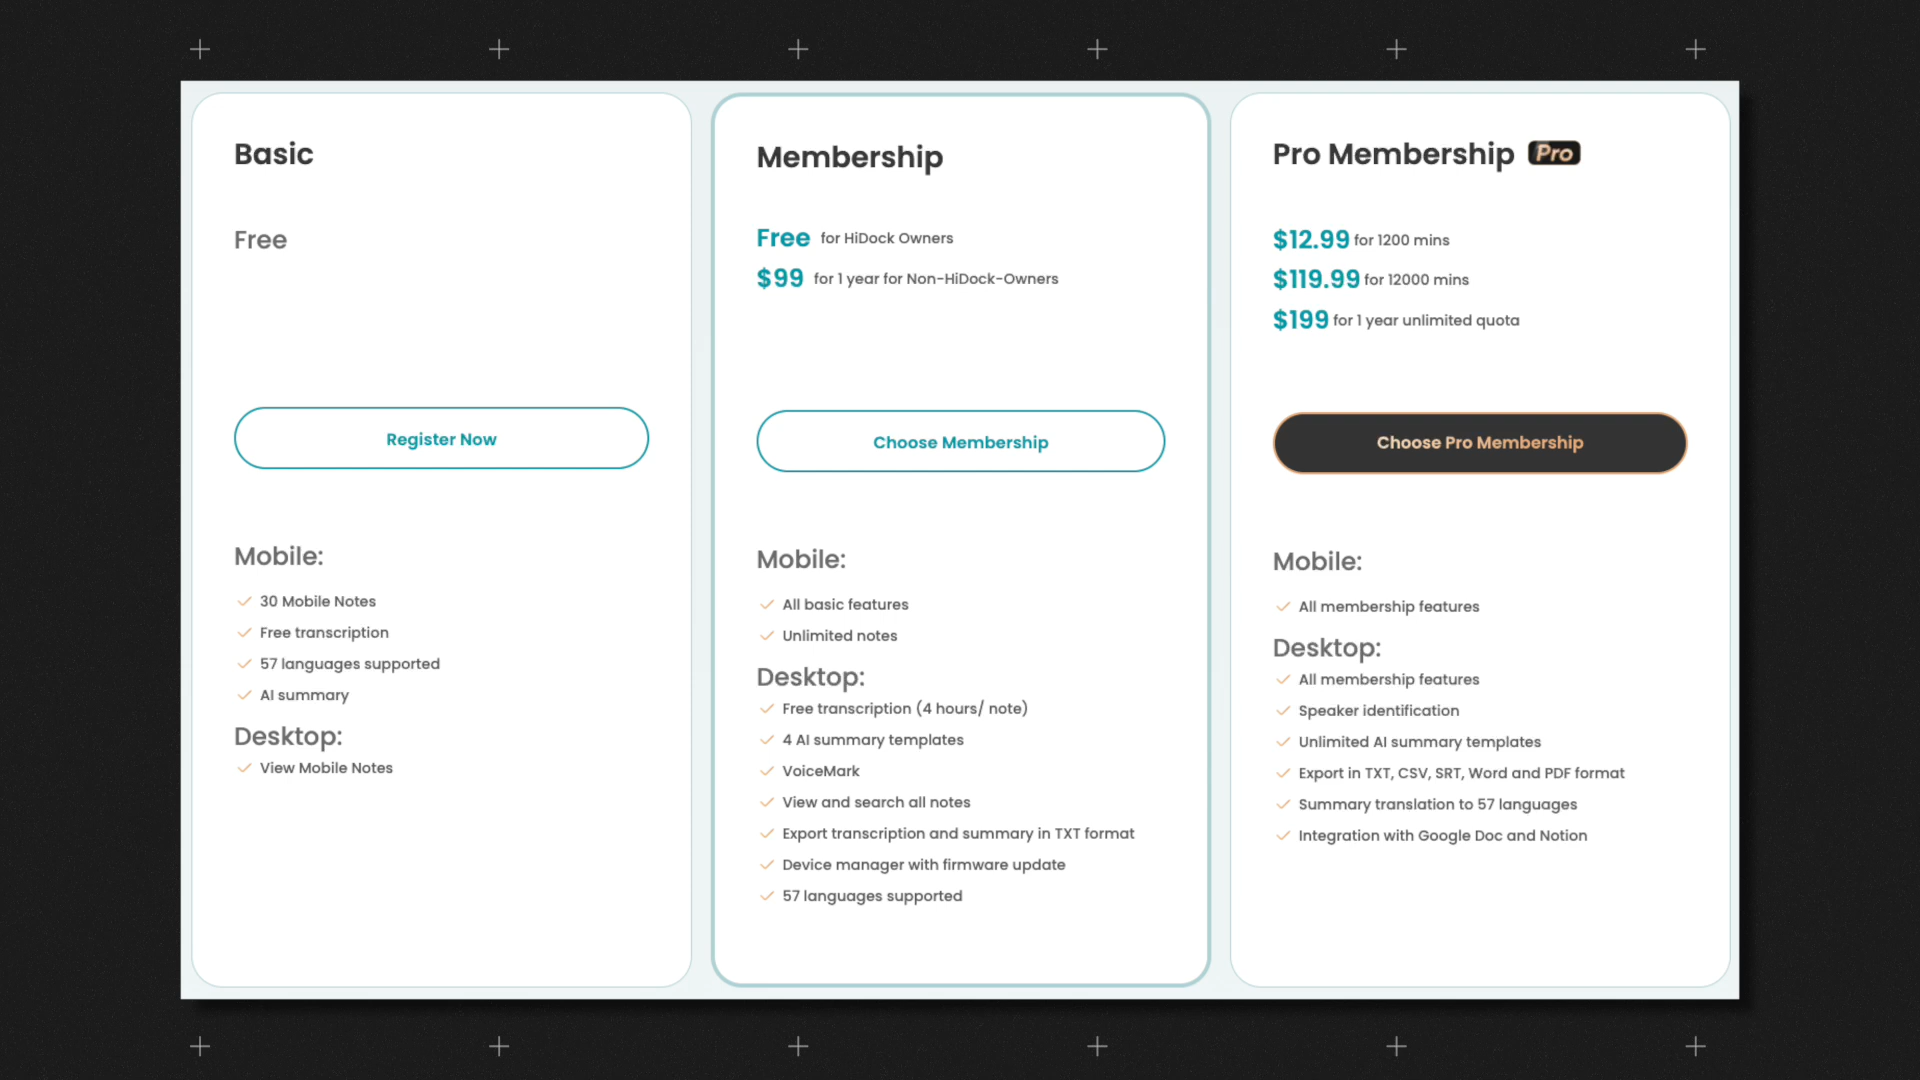 Basic
Free
Register Now
Mobile:
30 Mobile Notes
Free transcription
57 languages supported
AI summary
Desktop:
View Mobile Notes
Membership
Free for HiDock Owners
$99 for 1 year for Non-HiDock-Owners
Choose Membership
Mobile:
All basic features
Unlimited notes
Desktop:
Free transcription (4 hours/ note)
4 AI summary templates
VoiceMark
View and search all notes
Export transcription and summary in TXT format
Device manager with firmware update
57 languages supported
Pro Membership Pro
$12.99 for 1200 mins
$119.99 for 12000 mins
$199 for 1 year unlimited quota
Choose Pro Membership
Mobile:
All membership features
Desktop:
All membership features
Speaker identification
Unlimited AI summary templates
Export in TXT, CSV, SRT, Word and PDF format
Summary translation to 57 languages
Integration with Google Doc and Notion